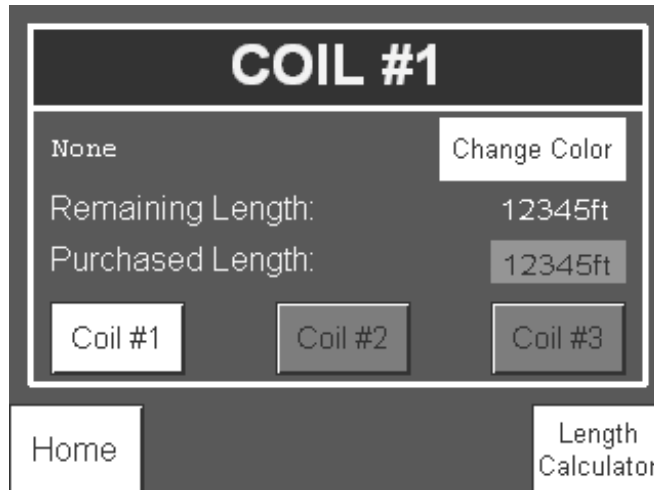 COIL #1
None
Change Color
Remaining Length: 12345ft
Purchased Length: 12345ft
Coil #1 Coil #2 Coil #3
Home
Length
Calculator